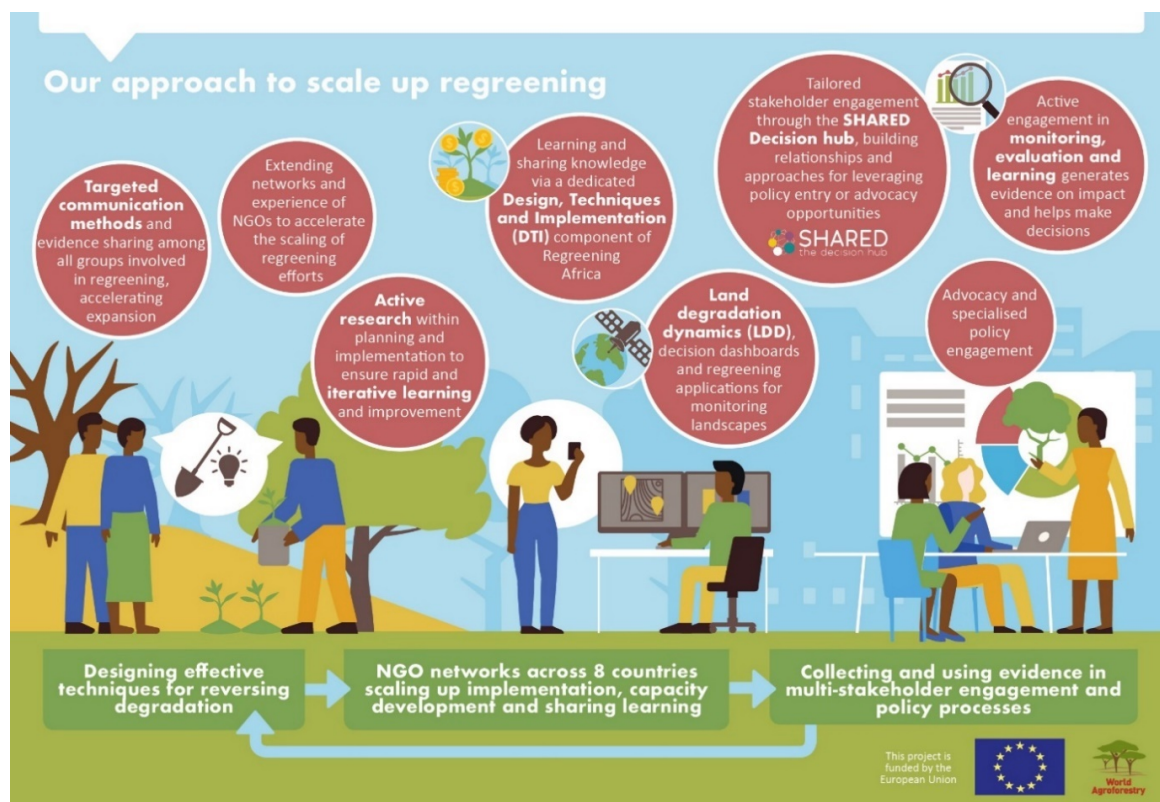 Our approach to scale up regreening
Targeted
communication
methods and
evidence sharing among
all groups involved
in regreening,
accelerating
expansion
Extending
networks and
experience of
NGOs to accelerate
the scaling of
regreening
efforts
Active
research within
planning and
implementation to
ensure rapid and
iterative learning
and improvement
Learning and
sharing knowledge
via a dedicated
Design, Techniques
and Implementation
(DTI) component of
Regreening
Africa
Land
degradation
dynamics (LDD),
decision dashboards
and regreening
applications for
monitoring
landscapes
Tailored
stakeholder engagement
through the SHARED
Decision hub, building
relationships and
approaches for leveraging
policy entry or advocacy
opportunities
SHARED
the decision hub
Active
engagement in
monitoring,
evaluation and
learning generates
evidence on impact
and helps make
decisions
Advocacy and
specialised
policy
engagement
Designing effective
techniques for reversing
degradation
NGO networks across 8 countries
scaling up implementation, capacity
development and sharing learning
Collecting and using evidence in
multi-stakeholder engagement and
policy processes
This project is
funded by the
European Union
World
Agroforestry